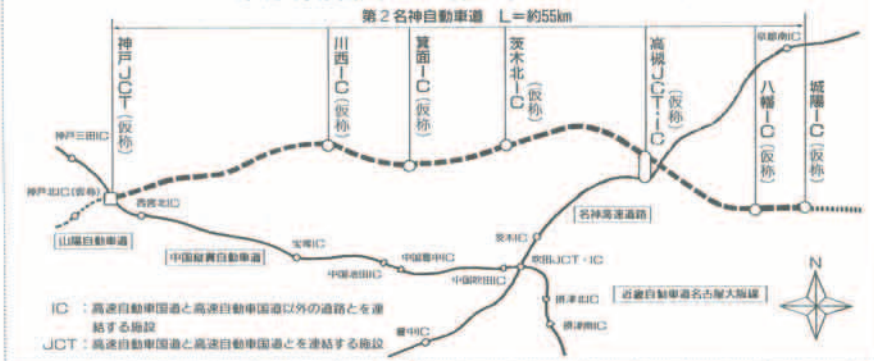 第2名神自動車道 L=約55km
神戸JCT(仮称)
川西IC(仮称)
箕面IC(仮称)
茨木北IC(仮称)
高槻JCT・IC(仮称)
八幡IC(仮称)
城陽IC(仮称)
京都南IC
神戸三田IC
神戸北IC(仮称)
西宮北IC
山陽自動車道
中国縦貫自動車道
宝塚IC
中国池田IC
中国豊中IC
中国吹田IC
吹田JCT・IC
茨木IC
名神高速道路
近畿自動車道名古屋大阪線
摂津北IC
摂津南IC
豊中IC
N
IC :高速自動車国道と高速自動車国道以外の道路とを連
結する施設
JCT:高速自動車国道と高速自動車国道とを連結する施設